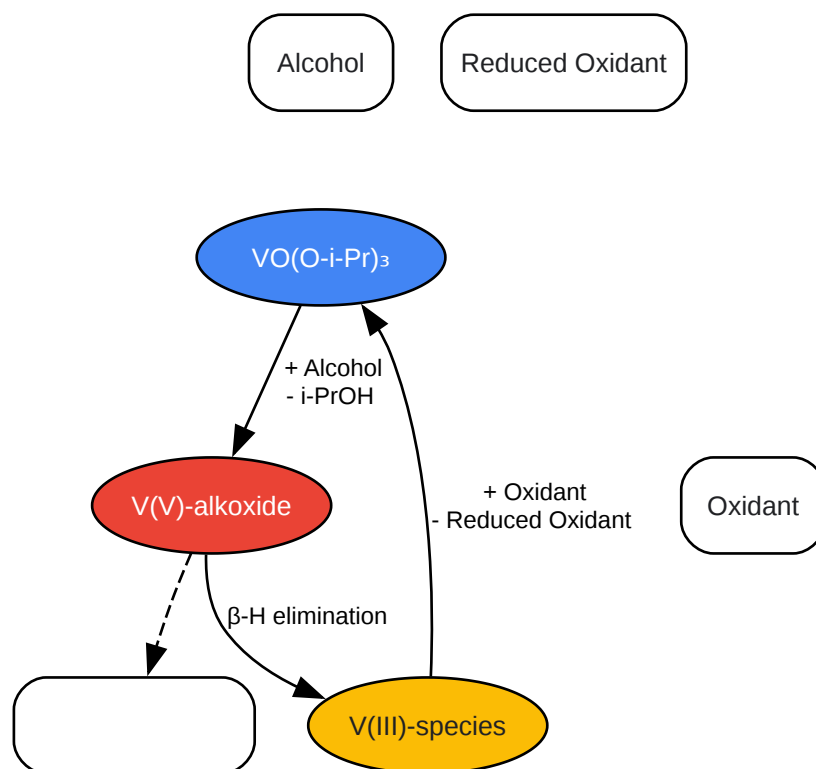 Alcohol
Reduced Oxidant
VO(O-i-Pr)₃
+ Alcohol
- i-PrOH
V(V)-alkoxide
+ Oxidant
- Reduced Oxidant
Oxidant
β-H elimination
V(III)-species